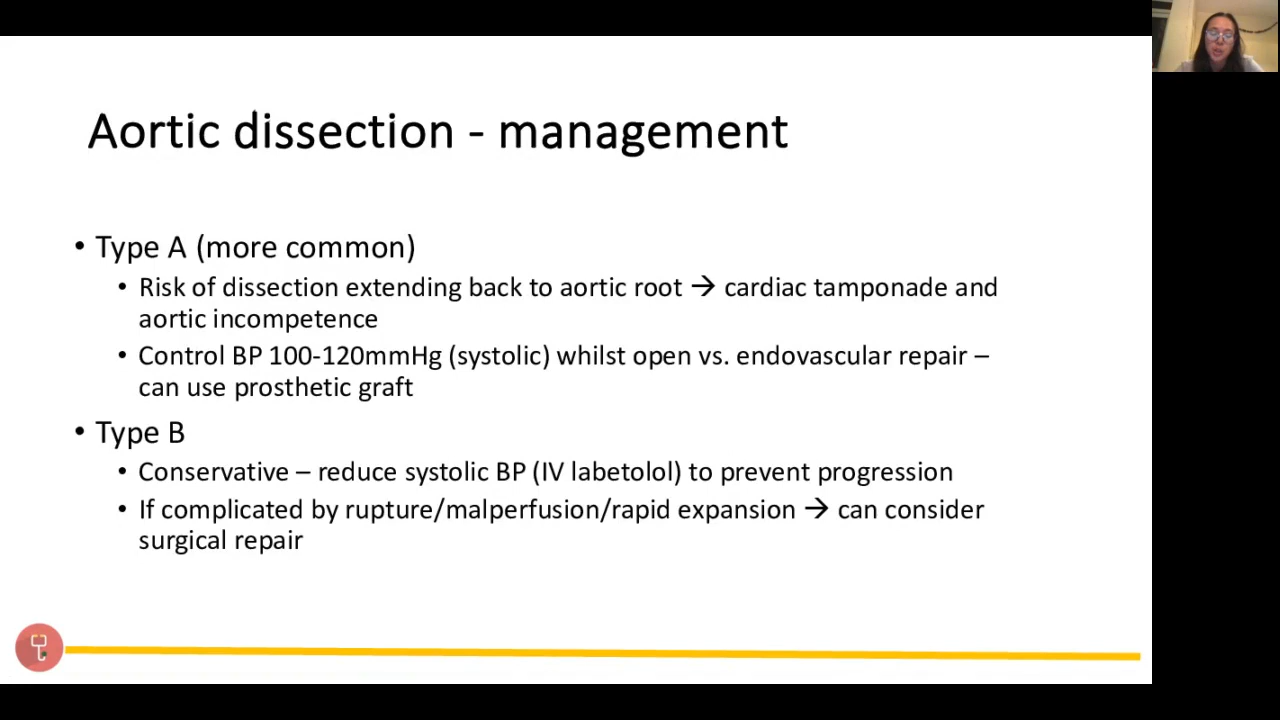 Aortic dissection - management
• Type A (more common)
• Risk of dissection extending back to aortic root → cardiac tamponade and
aortic incompetence
• Control BP 100-120mmHg (systolic) whilst open vs. endovascular repair –
can use prosthetic graft
• Type B
• Conservative – reduce systolic BP (IV labetolol) to prevent progression
• If complicated by rupture/malperfusion/rapid expansion → can consider
surgical repair